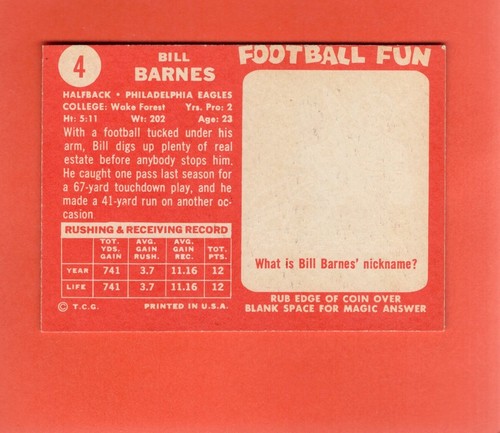 4
BILL
BARNES
HALFBACK • PHILADELPHIA EAGLES
COLLEGE: Wake Forest Yrs. Pro: 2
Ht: 5:11 Wt: 202 Age: 23
With a football tucked under his
arm, Bill digs up plenty of real
estate before anybody stops him.
He caught one pass last season for
a 67-yard touchdown play, and he
made a 41-yard run on another oc-
casion
RUSHING & RECEIVING RECORD
TOT. YDS. GAIN AVG. GAIN RUSH. AVG. GAIN REC. TOT. PTS.
YEAR 741 3.7 11.16 12
LIFE 741 3.7 11.16 12
© T.C.G. PRINTED IN U.S.A.
FOOTBALL FUN
What is Bill Barnes' nickname?
RUB EDGE OF COIN OVER
BLANK SPACE FOR MAGIC ANSWER